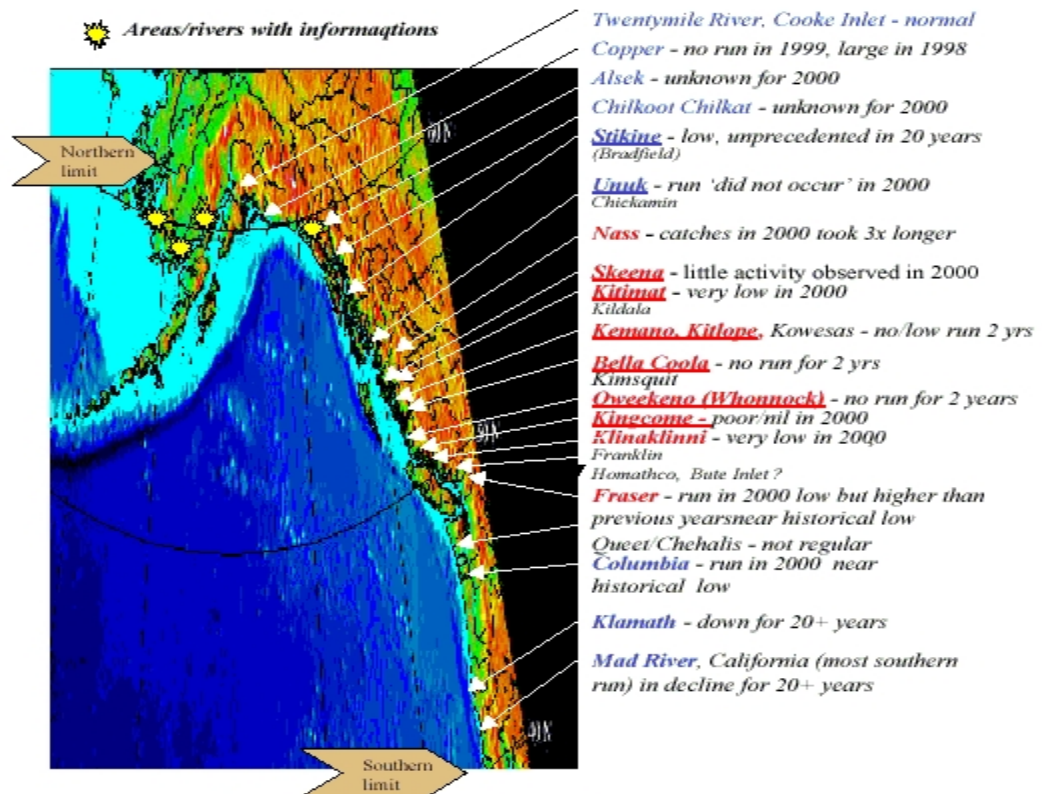 Areas/rivers with informaqtions
Northern
limit
60 N
50 N
40 N
Southern
limit
Twentymile River, Cooke Inlet - normal
Copper - no run in 1999, large in 1998
Alsek - unknown for 2000
Chilkoot Chilkat - unknown for 2000
Stikine - low, unprecedented in 20 years
(Bradfield)
Unuk - run ‘did not occur’ in 2000
Chickamin
Nass - catches in 2000 took 3x longer
Skeena - little activity observed in 2000
Kitimat - very low in 2000
Kildala
Kemano, Kitlope, Kowesas - no/low run 2 yrs
Bella Coola - no run for 2 yrs
Kimsquit
Oweekeno (Whonnock) - no run for 2 years
Kingcome - poor/nil in 2000
Klinaklinni - very low in 2000
Franklin
Homathco, Bute Inlet ?
Fraser - run in 2000 low but higher than
previous yearsnear historical low
Queet/Chehalis - not regular
Columbia - run in 2000 near
historical low
Klamath - down for 20+ years
Mad River, California (most southern
run) in decline for 20+ years